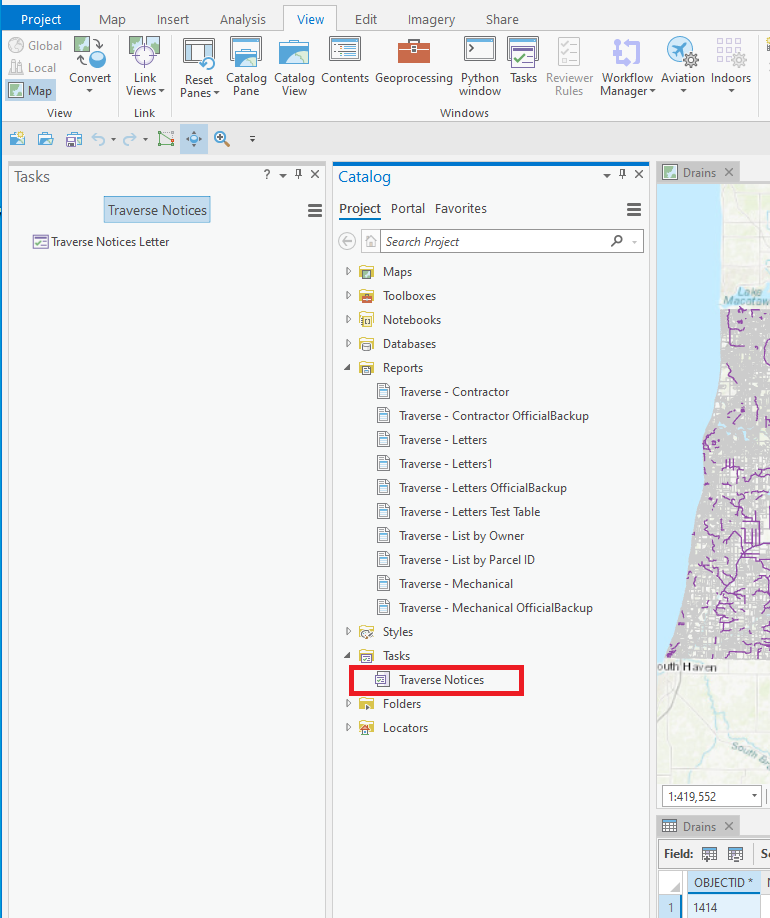 Project Map Insert Analysis View Edit Imagery Share
Global
Local
Map
Convert
View
Link Views
Link
Reset Panes
Catalog Pane
Catalog View
Contents
Geoprocessing
Python window
Tasks
Reviewer Rules
Workflow Manager
Aviation
Indoors
Windows
Tasks
?
Traverse Notices
Traverse Notices Letter
Catalog
Project Portal Favorites
Search Project
Maps
Toolboxes
Notebooks
Databases
Reports
Traverse - Contractor
Traverse - Contractor OfficialBackup
Traverse - Letters
Traverse - Letters1
Traverse - Letters OfficialBackup
Traverse - Letters Test Table
Traverse - List by Owner
Traverse - List by Parcel ID
Traverse - Mechanical
Traverse - Mechanical OfficialBackup
Styles
Tasks
Traverse Notices
Folders
Locators
Drains
Lake
Macataw
outh Haven
South B
1:419,552
Drains
Field:
OBJECTID *
1 1414